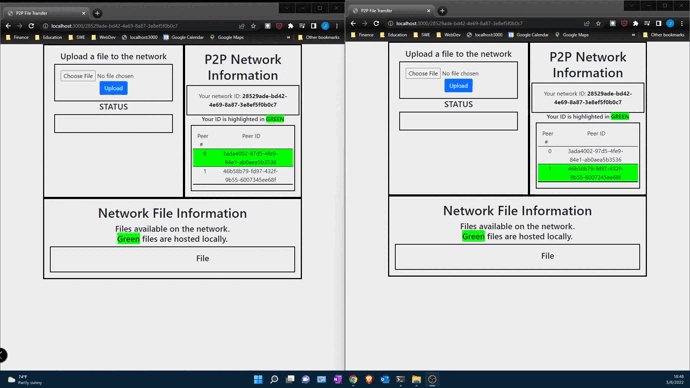 P2P File Transfer
localhost:3000/28529ade-bd42-4e69-8a87-3e8ef5f0b0c7
Finance Education SWE WebDev localhost3000 Google Calendar Google Maps Other bookmarks
Upload a file to the network
Choose File No file chosen
Upload
STATUS
P2P Network
Information
Your network ID: 28529ade-bd42-
4e69-8a87-3e8ef5f0b0c7
Your ID is highlighted in GREEN
Peer Peer ID
#
0 3ada4002-97d5-4fe9-
84e1-ab0aea5b3536
1 46b58b79-fd97-432f-
9b55-6007345ee68f
Network File Information
Files available on the network.
Green files are hosted locally.
File
P2P File Transfer
localhost:3000/28529ade-bd42-4e69-8a87-3e8ef5f0b0c7
Finance Education SWE WebDev localhost3000 Google Calendar Google Maps Other bookmarks
Upload a file to the network
Choose File No file chosen
Upload
STATUS
P2P Network
Information
Your network ID: 28529ade-bd42-
4e69-8a87-3e8ef5f0b0c7
Your ID is highlighted in GREEN
Peer Peer ID
#
0 3ada4002-97d5-4fe9-
84e1-ab0aea5b3536
1 46b58b79-fd97-432f-
9b55-6007345ee68f
Network File Information
Files available on the network.
Green files are hosted locally.
File
74°F
Partly sunny
18:48
5/8/2022